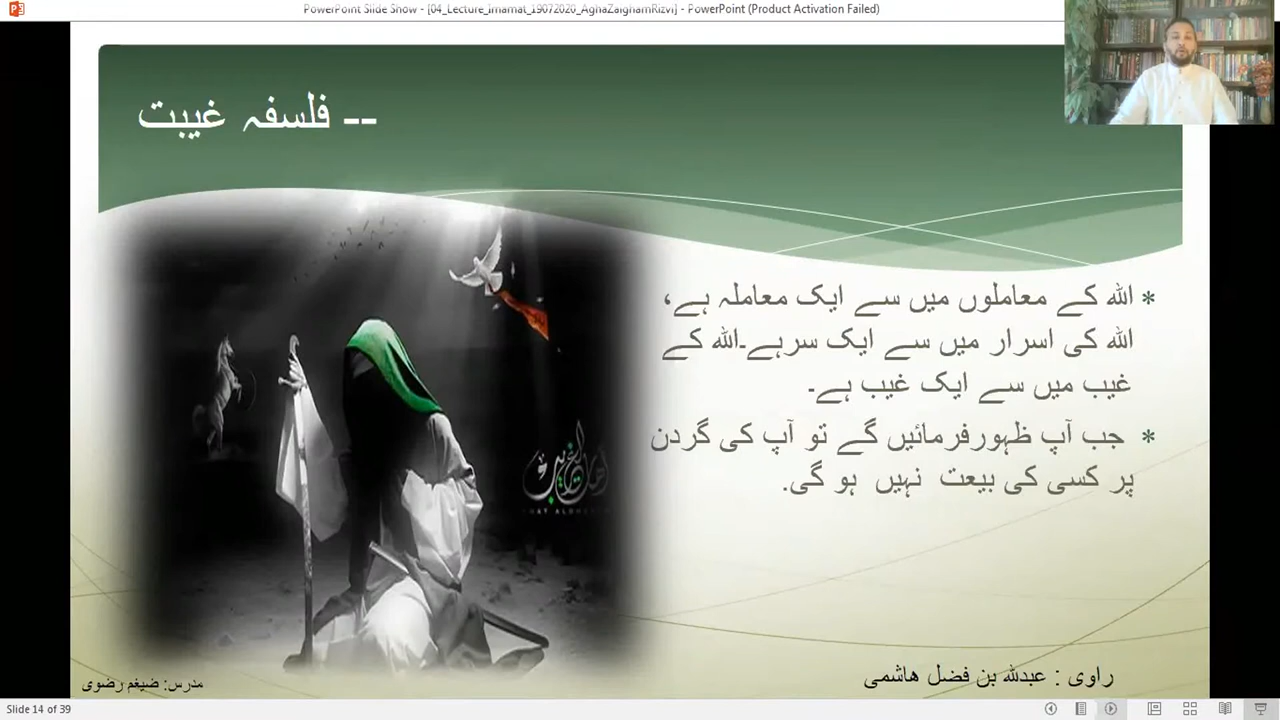 PowerPoint Slide Show - [04_Lecture_Imamat_19072020_AghaZaighamRizvi] - PowerPoint (Product Activation Failed)
-- فلسفہ غیبت
* اللہ کے معاملوں میں سے ایک معاملہ ہے،
اللہ کی اسرار میں سے ایک سرہے۔اللہ کے
غیب میں سے ایک غیب ہے۔
* جب آپ ظہورفرمائیں گے تو آپ کی گردن
پر کسی کی بیعت نہیں ہو گی.
راوی : عبدللہ بن فضل ھاشمی
مدرس: ضیغم رضوی
Slide 14 of 39